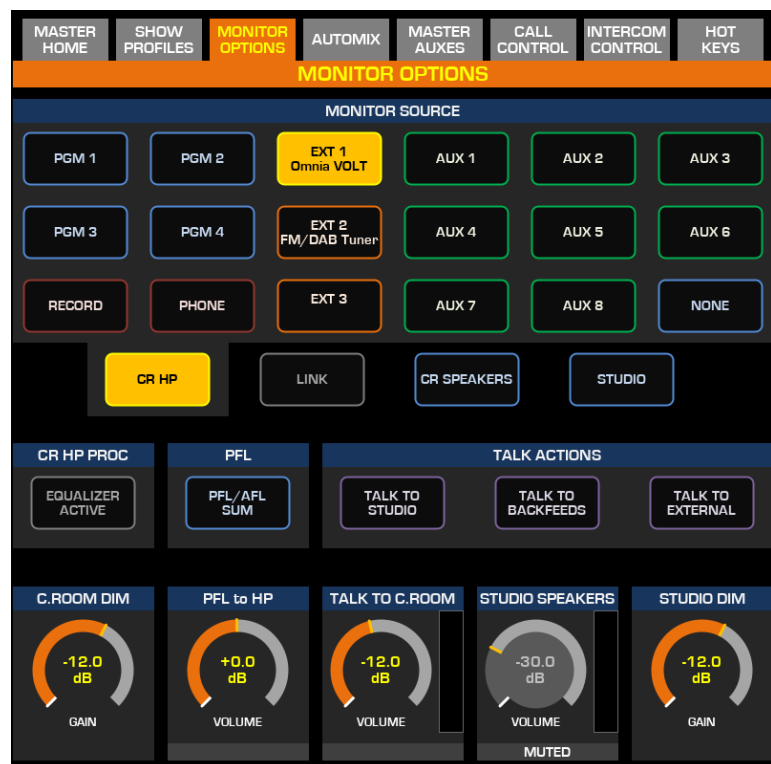 MASTER HOME
SHOW PROFILES
MONITOR OPTIONS
AUTOMIX
MASTER AUXES
CALL CONTROL
INTERCOM CONTROL
HOT KEYS
MONITOR OPTIONS
MONITOR SOURCE
PGM 1
PGM 2
EXT 1
Omnia VOLT
AUX 1
AUX 2
AUX 3
PGM 3
PGM 4
EXT 2
FM/DAB Tuner
AUX 4
AUX 5
AUX 6
RECORD
PHONE
EXT 3
AUX 7
AUX 8
NONE
CR HP
LINK
CR SPEAKERS
STUDIO
CR HP PROC
PFL
TALK ACTIONS
EQUALIZER
ACTIVE
PFL/AFL
SUM
TALK TO
STUDIO
TALK TO
BACKFEEDS
TALK TO
EXTERNAL
C.ROOM DIM
PFL to HP
TALK TO C.ROOM
STUDIO SPEAKERS
STUDIO DIM
-12.0
dB
GAIN
+0.0
dB
VOLUME
-12.0
dB
VOLUME
-30.0
dB
VOLUME
MUTED
-12.0
dB
GAIN